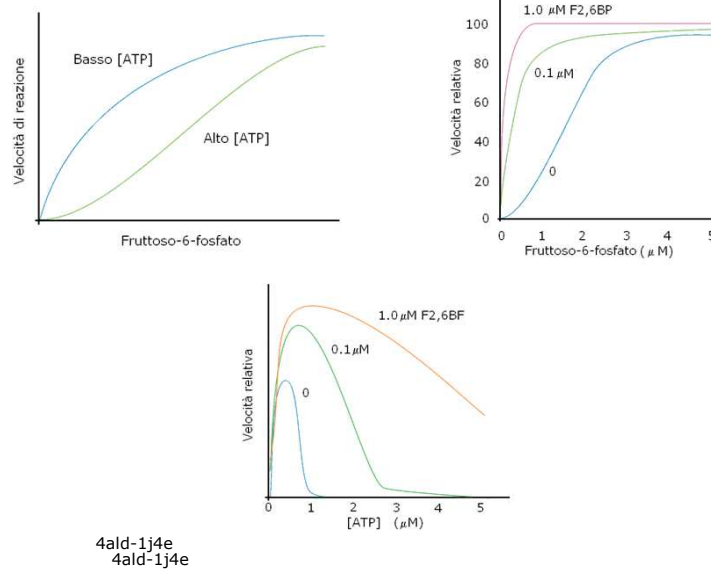 Velocità di reazione
Basso [ATP]
Alto [ATP]
Fruttoso-6-fosfato
Velocità relativa
100
80
60
40
20
0
1.0 μM F2,6BP
0.1 μM
0
0 1 2 3 4 5
Fruttoso-6-fosfato (μM)
Velocità relativa
1.0 μM F2,6BF
0.1 μM
0
0 1 2 3 4 5
[ATP] (μM)
4ald-1j4e
4ald-1j4e